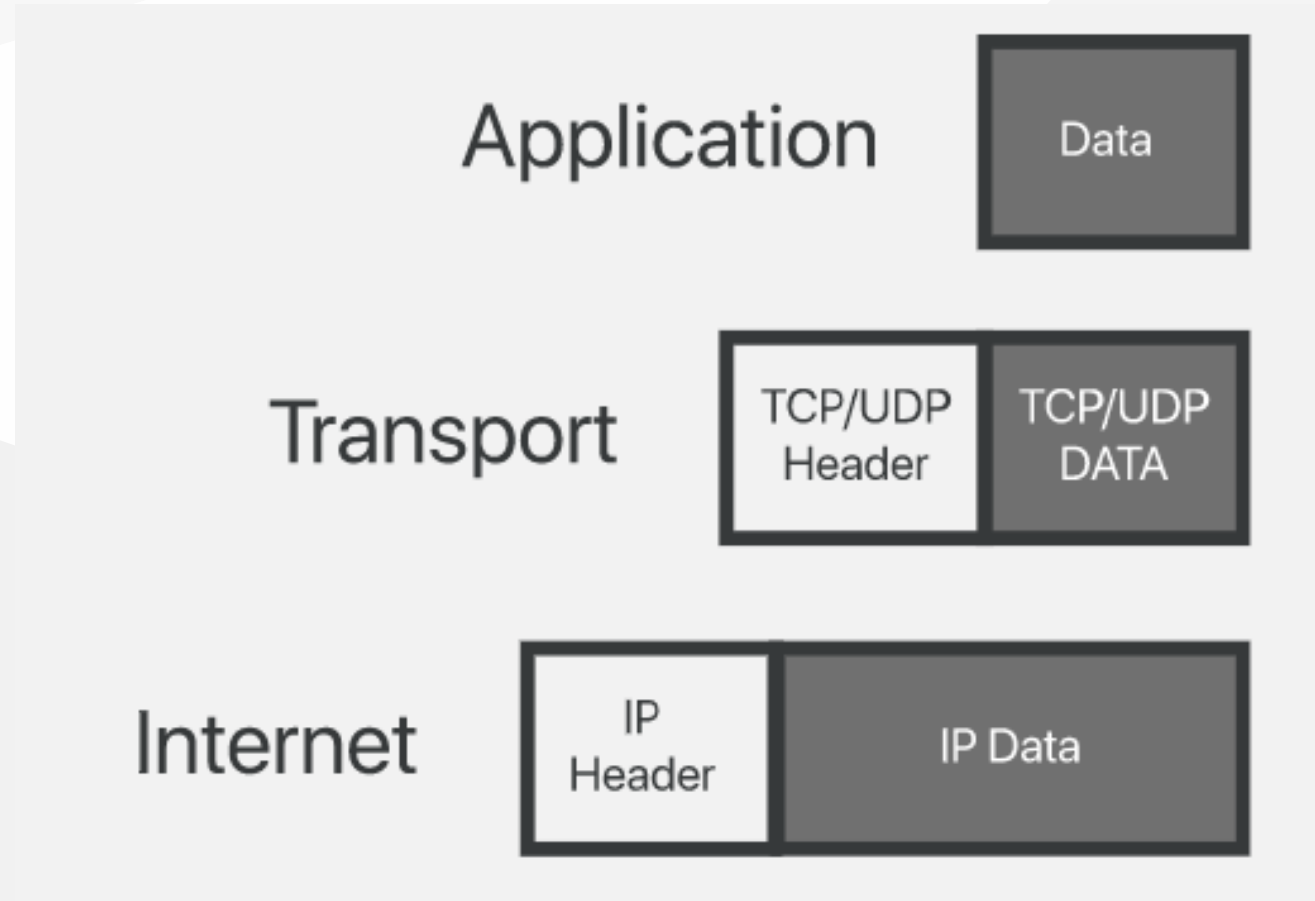 Application
Data
Transport
TCP/UDP
Header
TCP/UDP
DATA
Internet
IP
Header
IP Data